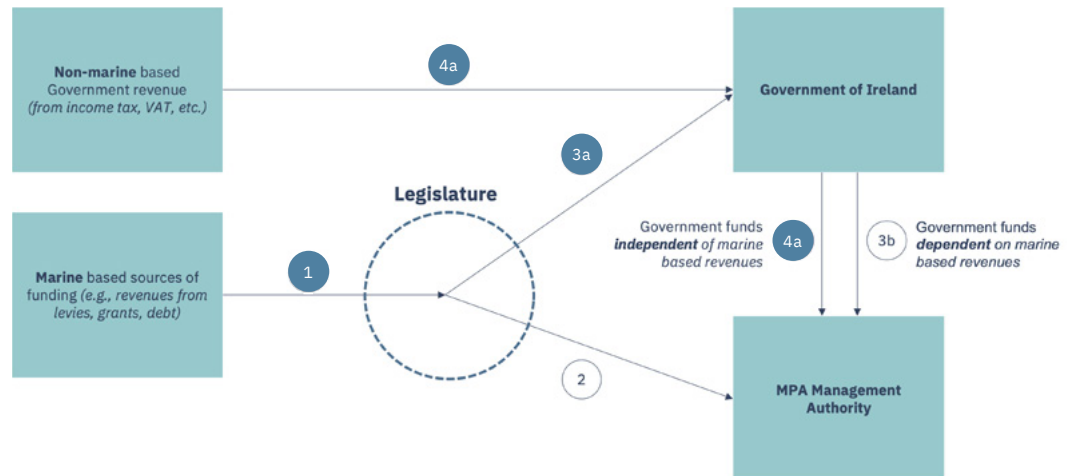 Non-marine based
Government revenue
(from income tax, VAT, etc.)
4a
Government of Ireland
3a
Legislature
Marine based sources of
funding (e.g., revenues from
levies, grants, debt)
1
Government funds
independent of marine
based revenues
4a
3b
Government funds
dependent on marine
based revenues
2
MPA Management
Authority